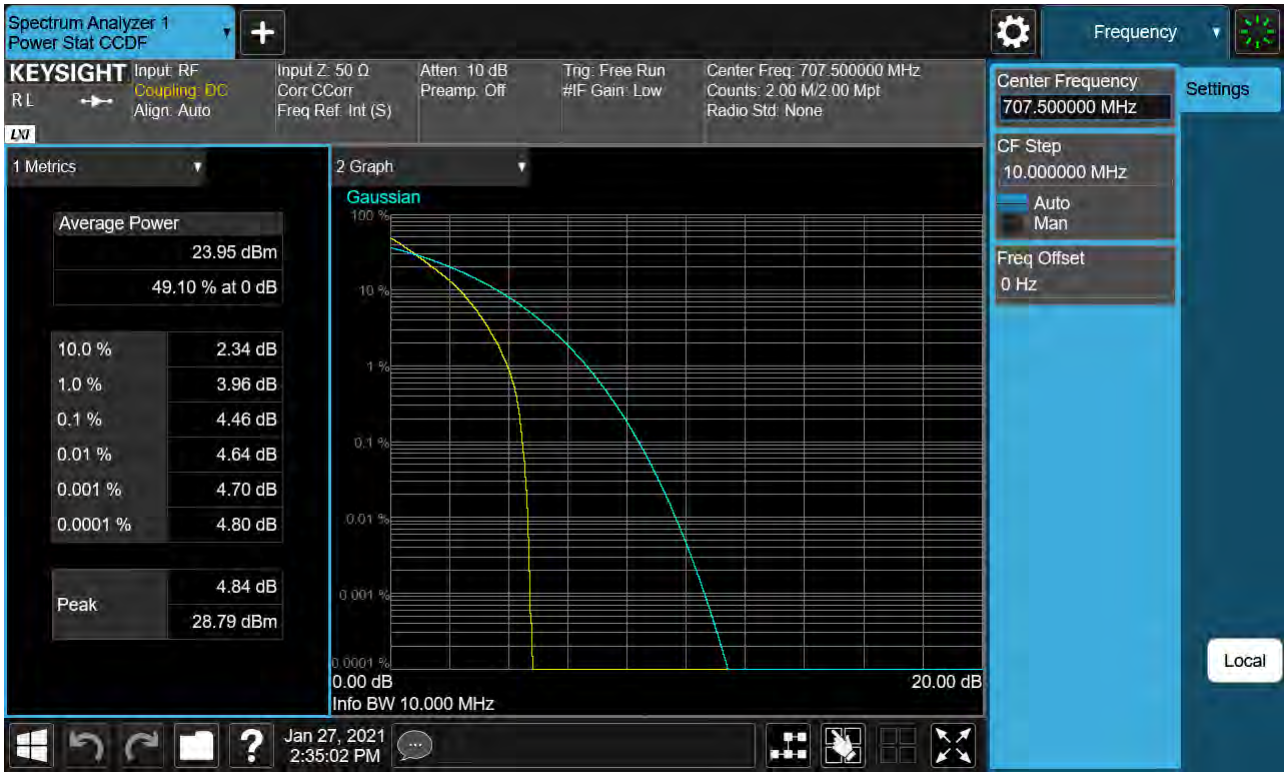 Spectrum Analyzer 1
Power Stat CCDF
Frequency
KEYSIGHT
R L
LXI
Input: RF
Coupling: DC
Align: Auto
Input Z: 50 Ω
Corr CCorr
Freq Ref: Int (S)
Atten: 10 dB
Preamp: Off
Trig: Free Run
#IF Gain: Low
Center Freq: 707.500000 MHz
Counts: 2.00 M/2.00 Mpt
Radio Std: None
Center Frequency
707.500000 MHz
Settings
CF Step
10.000000 MHz
Auto
Man
Freq Offset
0 Hz
1 Metrics
Average Power
23.95 dBm
49.10 % at 0 dB
10.0 % 2.34 dB
1.0 % 3.96 dB
0.1 % 4.46 dB
0.01 % 4.64 dB
0.001 % 4.70 dB
0.0001 % 4.80 dB
Peak
4.84 dB
28.79 dBm
2 Graph
Gaussian
100 %
10 %
1 %
0.1 %
0.01 %
0.001 %
0.0001 %
0.00 dB 20.00 dB
Info BW 10.000 MHz
Local
?
Jan 27, 2021
2:35:02 PM